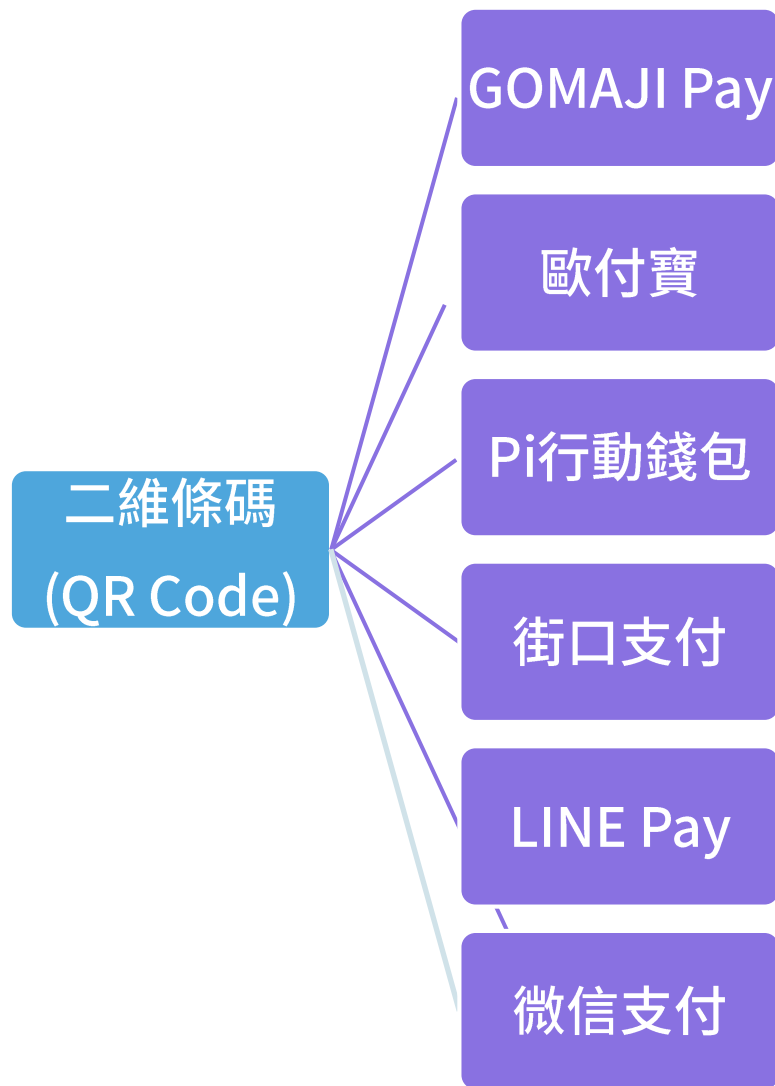 GOMAJI Pay
歐付寶
Pi行動錢包
二維條碼
(QR Code)
街口支付
LINE Pay
微信支付